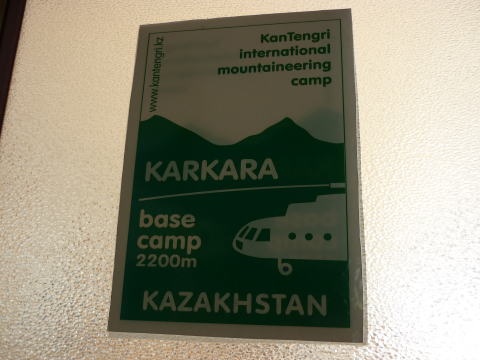 www.kantengri.kz
KanTengri
international
mountaineering
camp
KARKARA
base
camp
2200m
KAZAKHSTAN